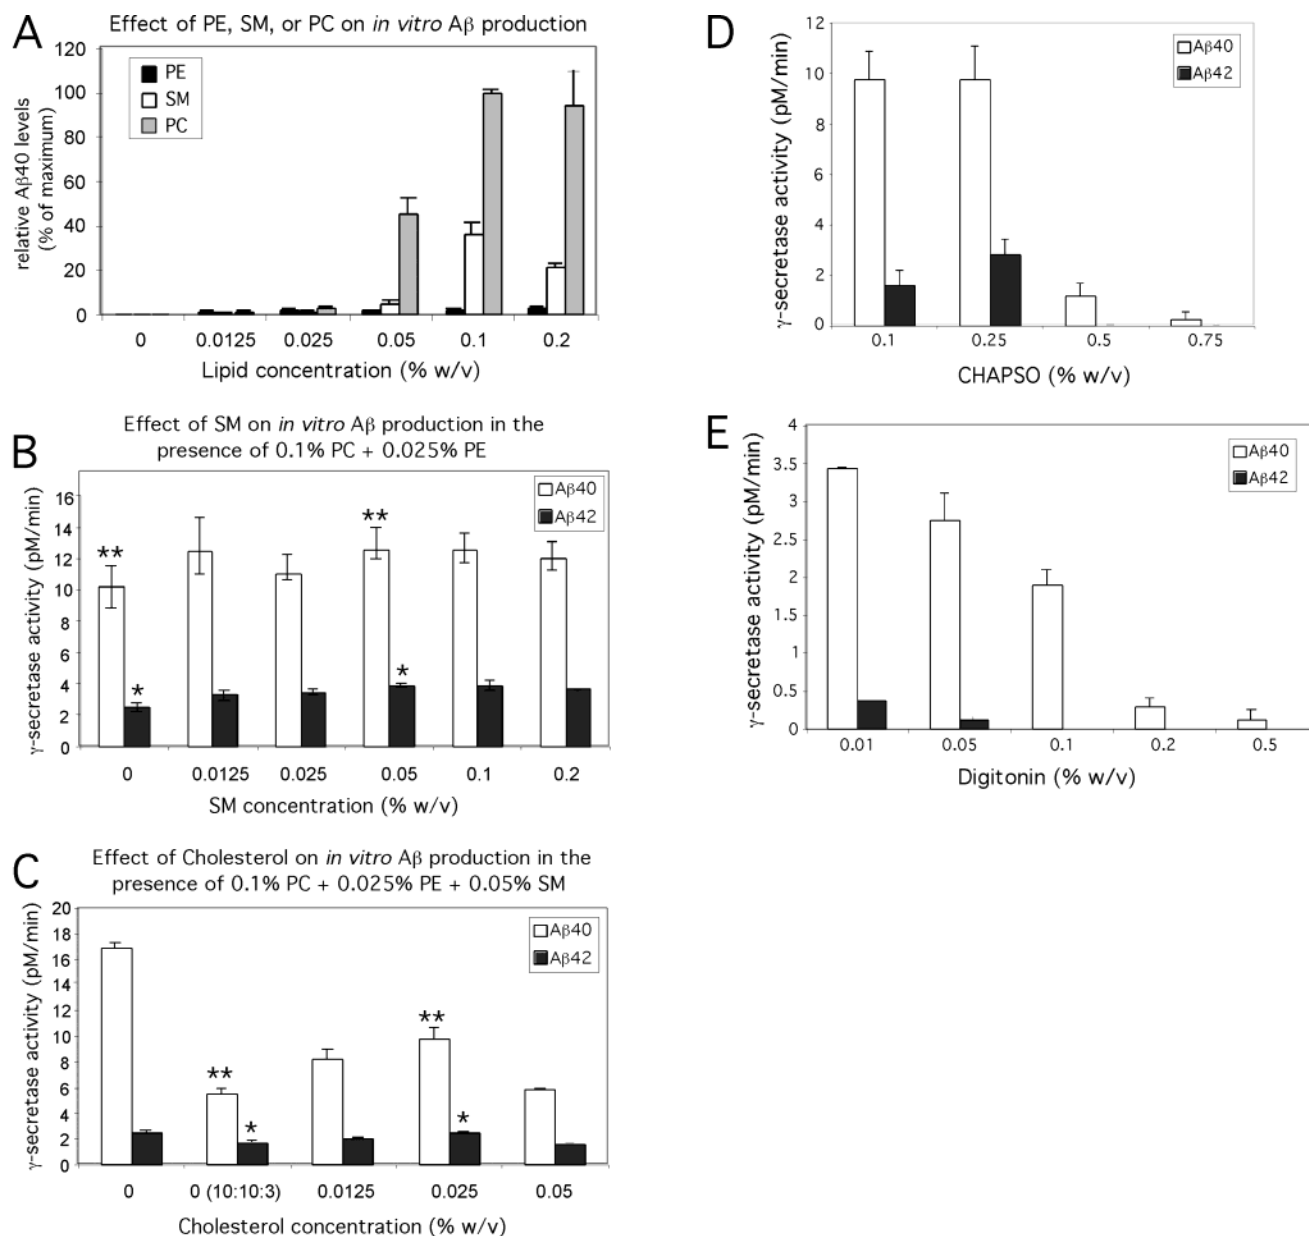 A
Effect of PE, SM, or PC on in vitro Aβ production
relative Aβ40 levels
(% of maximum)
120
100
80
60
40
20
0
PE
SM
PC
0 0.0125 0.025 0.05 0.1 0.2
Lipid concentration (% w/v)
B
Effect of SM on in vitro Aβ production in the
presence of 0.1% PC + 0.025% PE
γ-secretase activity (pM/min)
16
14
12
10
8
6
4
2
0
Aβ40
Aβ42
**
*
**
*
0 0.0125 0.025 0.05 0.1 0.2
SM concentration (% w/v)
C
Effect of Cholesterol on in vitro Aβ production in the
presence of 0.1% PC + 0.025% PE + 0.05% SM
γ-secretase activity (pM/min)
20
18
16
14
12
10
8
6
4
2
0
Aβ40
Aβ42
**
*
**
*
0 0 (10:10:3) 0.0125 0.025 0.05
Cholesterol concentration (% w/v)
D
γ-secretase activity (pM/min)
12
10
8
6
4
2
0
Aβ40
Aβ42
0.1 0.25 0.5 0.75
CHAPSO (% w/v)
E
γ-secretase activity (pM/min)
4
3.5
3
2.5
2
1.5
1
0.5
0
Aβ40
Aβ42
0.01 0.05 0.1 0.2 0.5
Digitonin (% w/v)